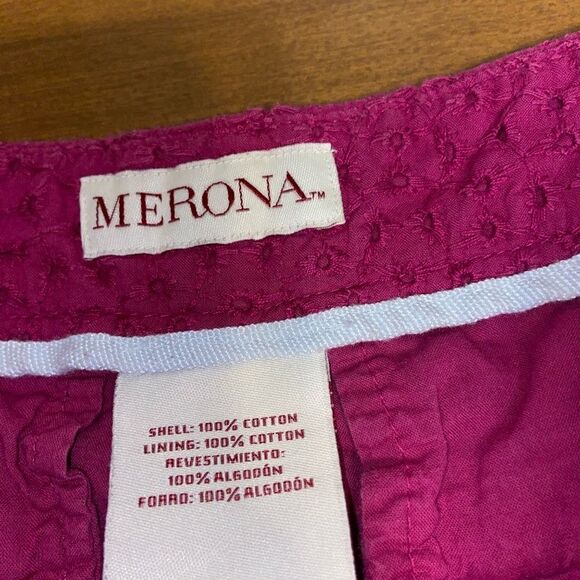 MERONA™
SHELL: 100% COTTON
LINING: 100% COTTON
REVESTIMIENTO:
100% ALGODÓN
FORRO: 100% ALGODÓN